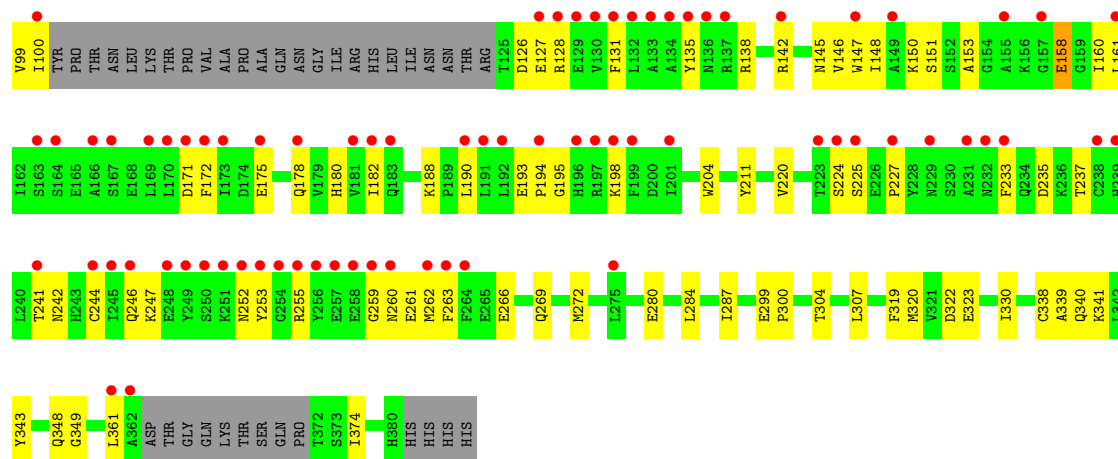 V99 I100 TYR PRO THR ASN LEU LYS THR PRO VAL ALA PRO ALA GLN ASN GLY ILE ARG HIS LEU ILE ASN ASN THR ARG T125 D126 E127 R128 E129 V130 F131 L132 A133 A134 Y135 N136 R137 R138 R142 N145 V146 W147 I148 A149 K150 S151 S152 A153 G154 A155 K156 G157 E158 G159 I160 L161
I162 S163 S164 E165 A166 S167 E168 L169 L170 D171 F172 I173 D174 E175 Q178 V179 H180 V181 I182 Q183 K188 P189 L190 L191 L192 E193 P194 G195 H196 R197 K198 F199 D200 I201 W204 Y211 V220 T223 S224 S225 E226 P227 Y228 N229 S230 A231 N232 F233 Q234 D235 K236 T237 C238 H239
L240 T241 N242 H243 C244 I245 Q246 K247 E248 Y249 S250 K251 N252 Y253 G254 R255 Y256 E257 E258 G259 N260 E261 M262 F263 F264 E265 E266 Q269 M272 L275 E280 L284 I287 E299 P300 T304 L307 F319 M320 V321 D322 E323 I330 C338 A339 Q340 K341 L342
Y343 Q348 G349 L361 A362 ASP THR GLY GLN LYS THR SER GLN PRO T372 S373 I374 H380 HIS HIS HIS HIS